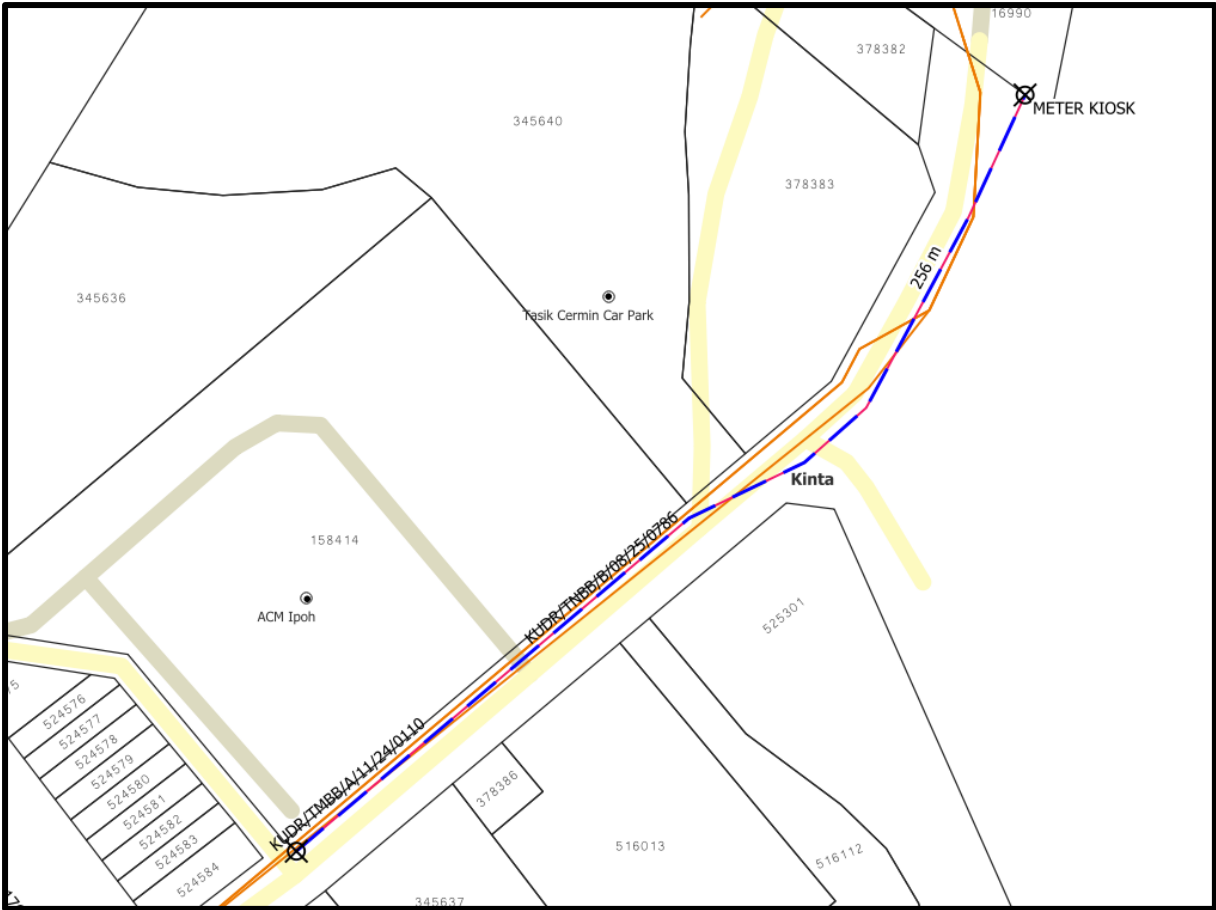 16990
378382
METER KIOSK
345640
378383
256 m
345636
Tasik Cermin Car Park
Kinta
KUDR/TNBB/B/08/25/0786
158414
ACM Ipoh
525301
KUDR/TMBB/A/11/24/0110
524576
524577
524578
524579
524580
524581
524582
524583
524584
378386
516013
516112
345637